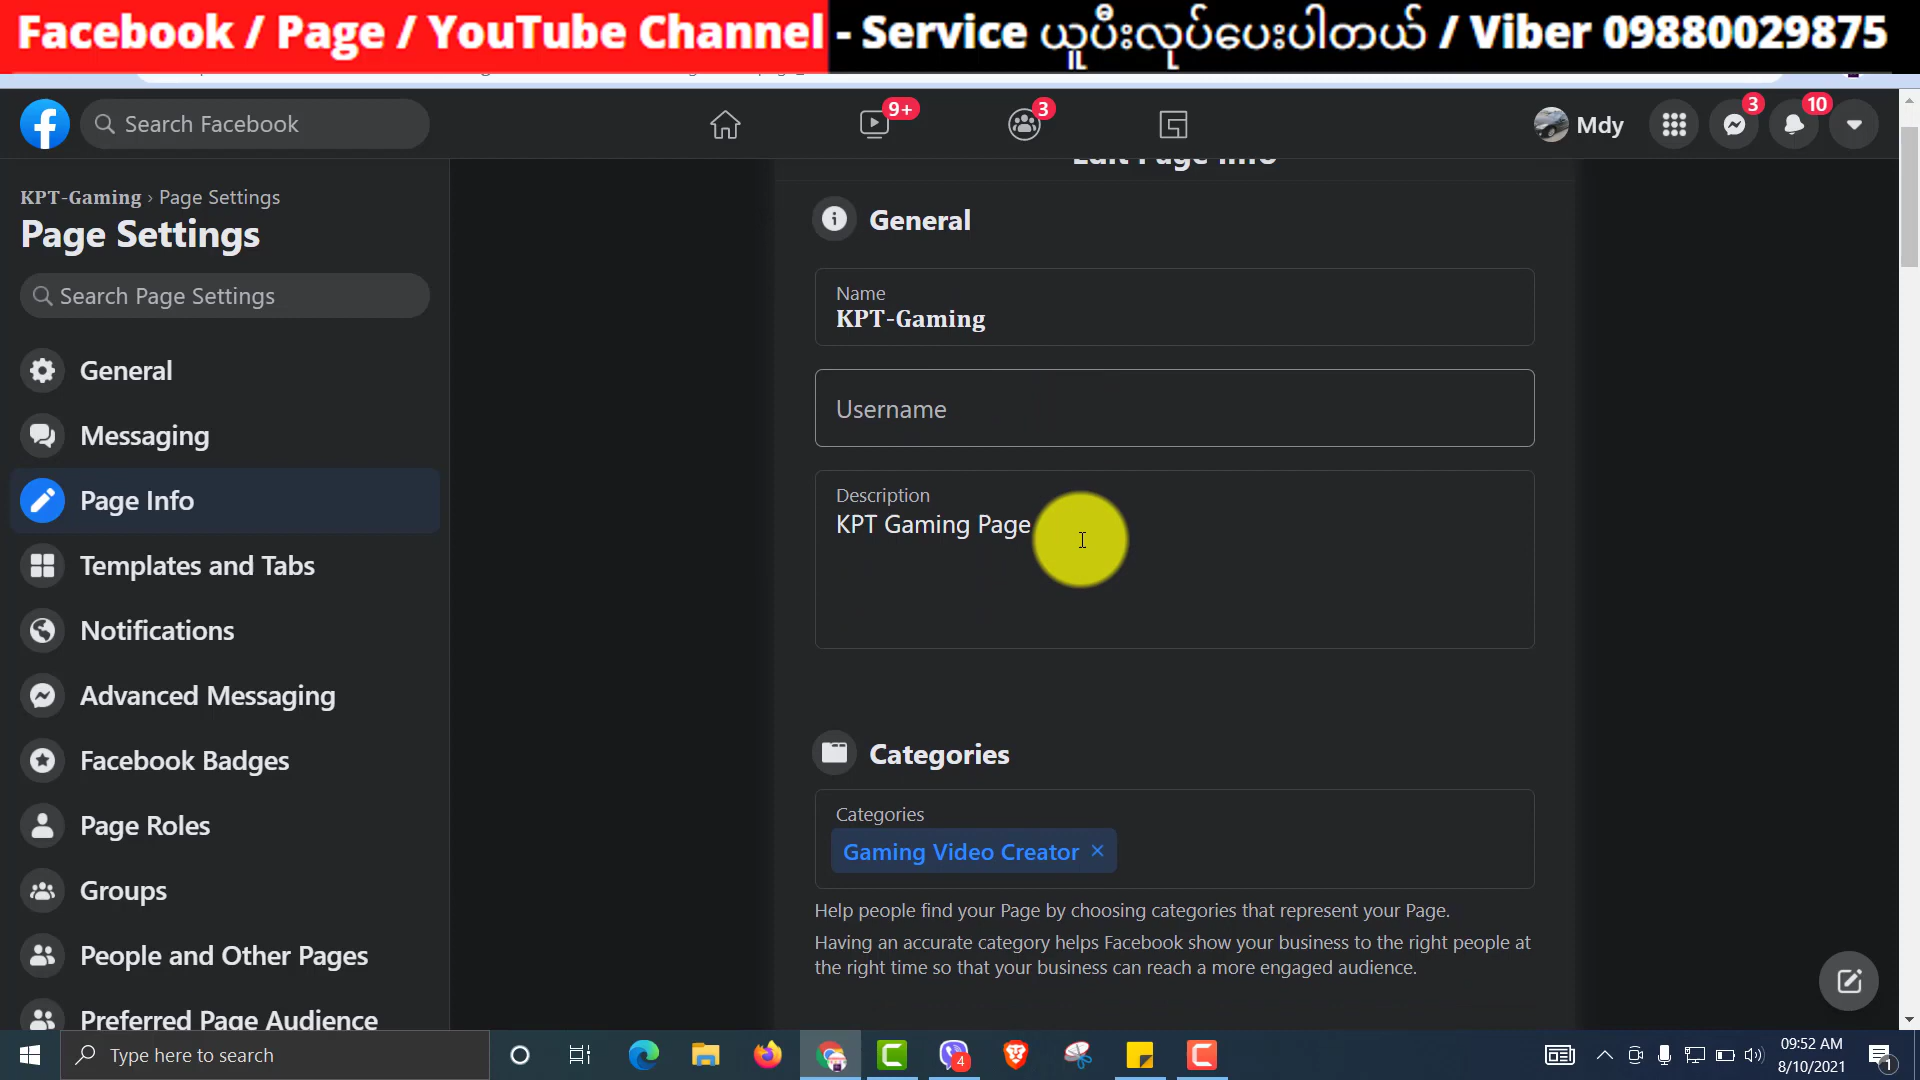 Facebook / Page / YouTube Channel - Service ယူပီးလုပ်ပေးပါတယ် / Viber 09880029875
Search Facebook
9+
3
Mdy
3
10
KPT-Gaming › Page Settings
Page Settings
Search Page Settings
General
Messaging
Page Info
Templates and Tabs
Notifications
Advanced Messaging
Facebook Badges
Page Roles
Groups
People and Other Pages
Preferred Page Audience
Edit Page Info
General
Name
KPT-Gaming
Username
Description
KPT Gaming Page
Categories
Categories
Gaming Video Creator ×
Help people find your Page by choosing categories that represent your Page.
Having an accurate category helps Facebook show your business to the right people at
the right time so that your business can reach a more engaged audience.
Type here to search
4
09:52 AM
8/10/2021
1